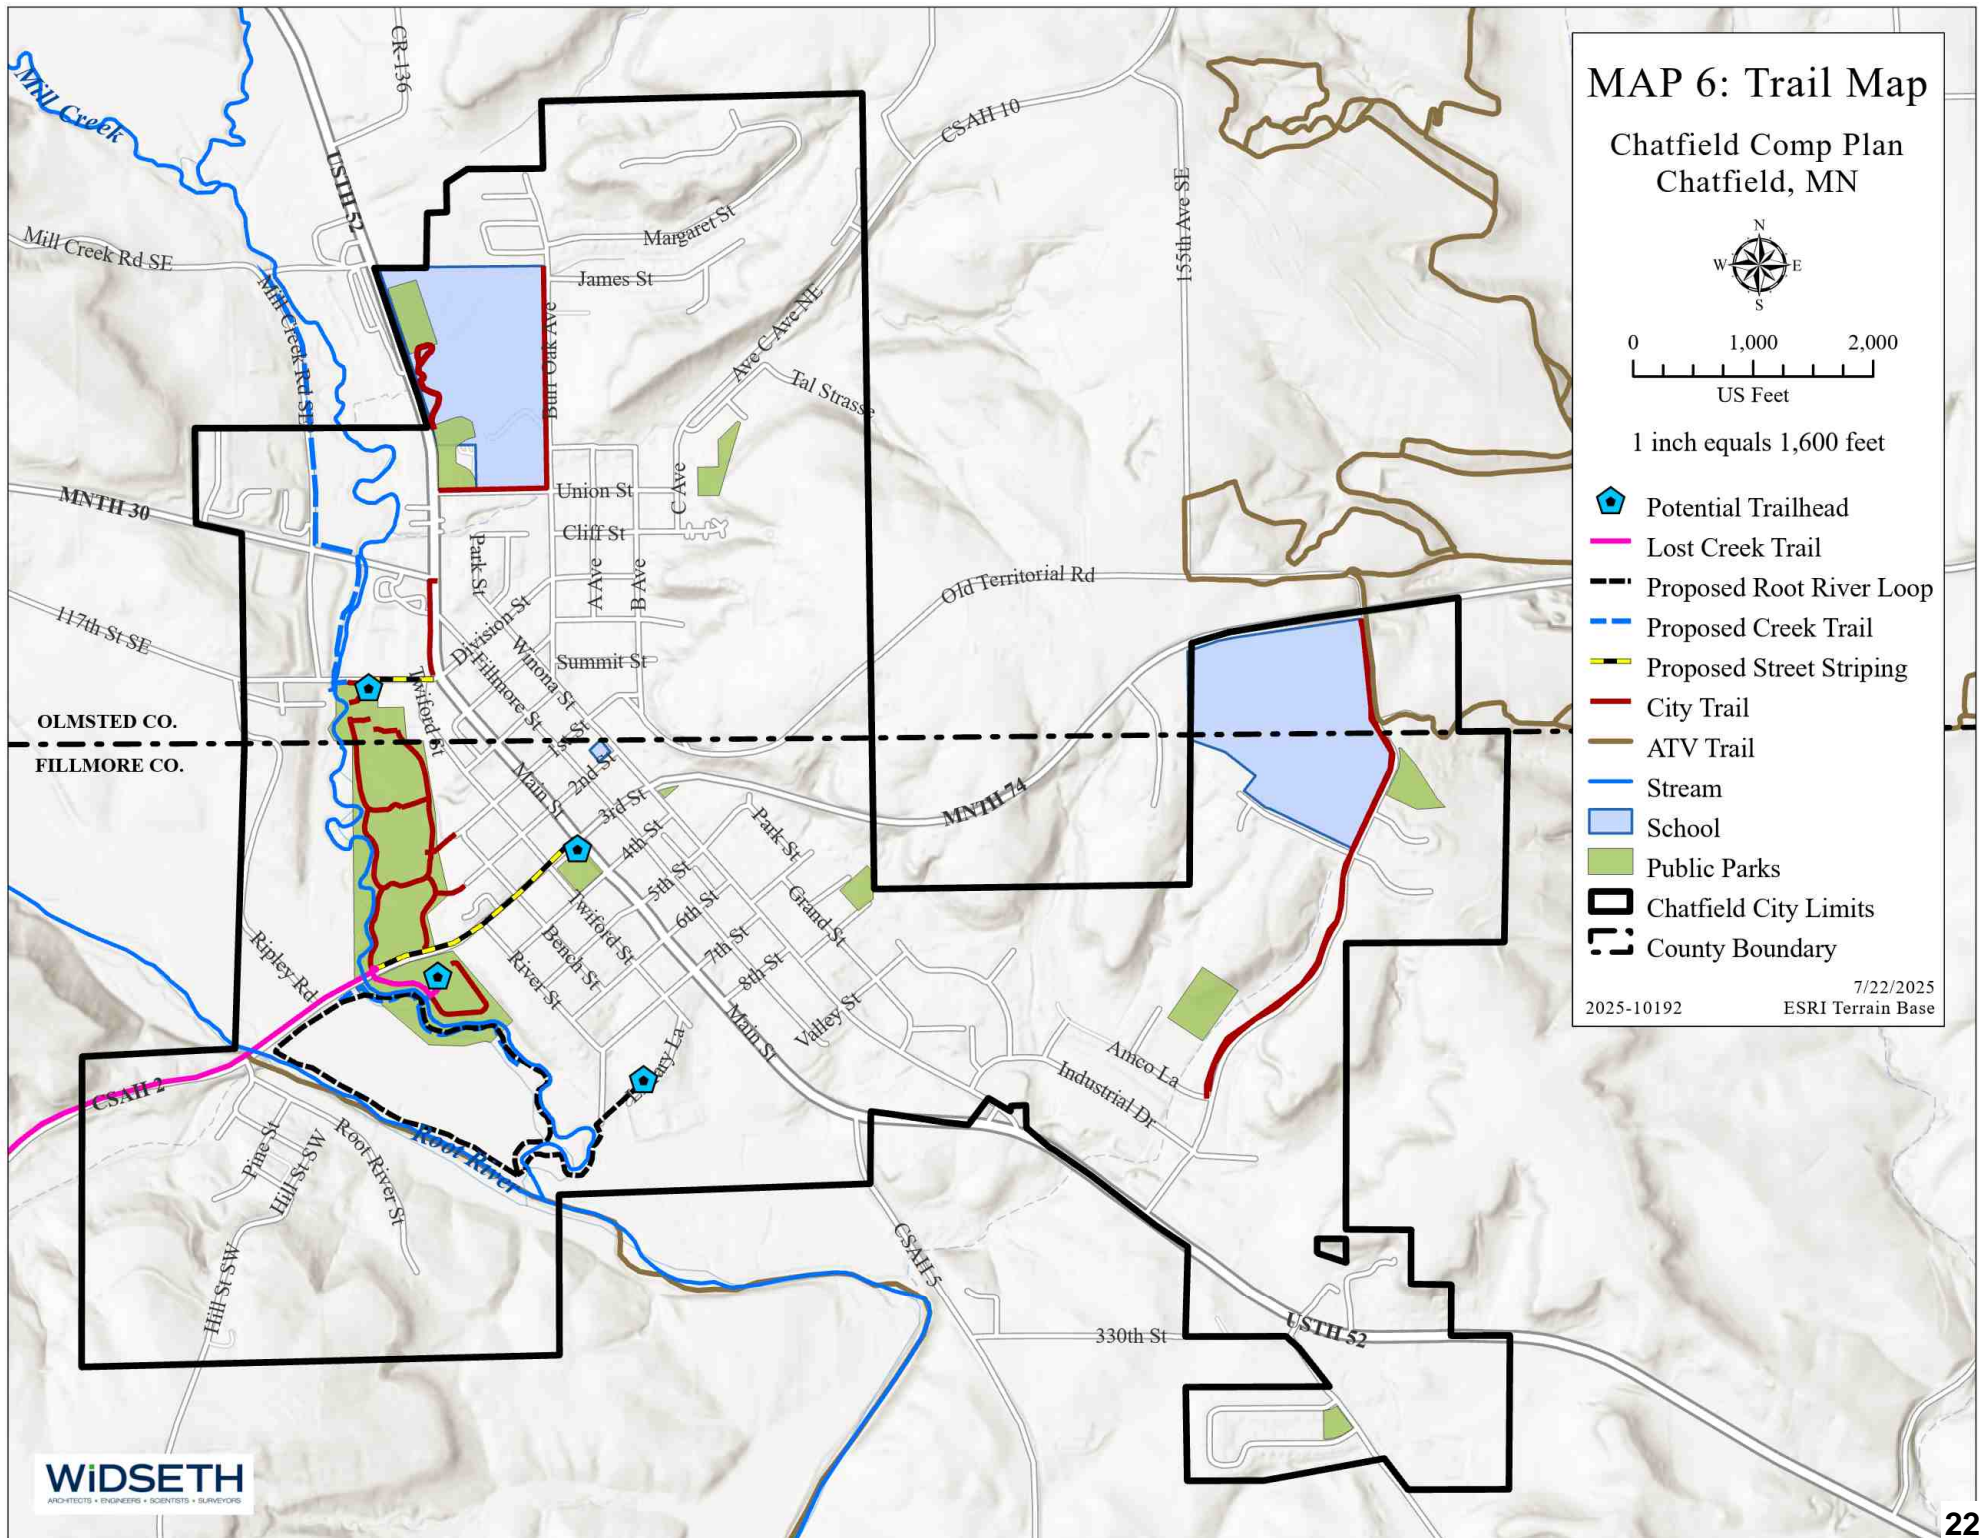 MAP 6: Trail Map
Chatfield Comp Plan
Chatfield, MN
N
W
E
S
0
1,000
2,000
US Feet
1 inch equals 1,600 feet
Potential Trailhead
Lost Creek Trail
Proposed Root River Loop
Proposed Creek Trail
Proposed Street Striping
City Trail
ATV Trail
Stream
School
Public Parks
Chatfield City Limits
County Boundary
7/22/2025
2025-10192
ESRI Terrain Base
CR-136
Mill Creek
USTH 52
CSAH 10
155th Ave SE
Mill Creek Rd SE
Margaret St
James St
Mill Creek Rd SE
Burr Oak Ave
Ave C Ave NE
Tal Strasse
MNTH 30
Union St
C Ave
Cliff St
Park St
A Ave
B Ave
Old Territorial Rd
117th St SE
Division St
Winona St
Fillmore St
Summit St
Twiford St
OLMSTED CO.
FILLMORE CO.
1st St
2nd St
Main St
3rd St
MNTH 74
4th St
Park St
5th St
6th St
Grand St
Twiford St
Bench St
River St
7th St
8th St
Ripley Rd
Valley St
Main St
Amco La
Industrial Dr
CSAH 2
Root River
Pine St
Hill St SW
Root River St
Hill St SW
CSAH 5
330th St
USTH 52
WiDSETH
ARCHITECTS • ENGINEERS • SCIENTISTS • SURVEYORS
22